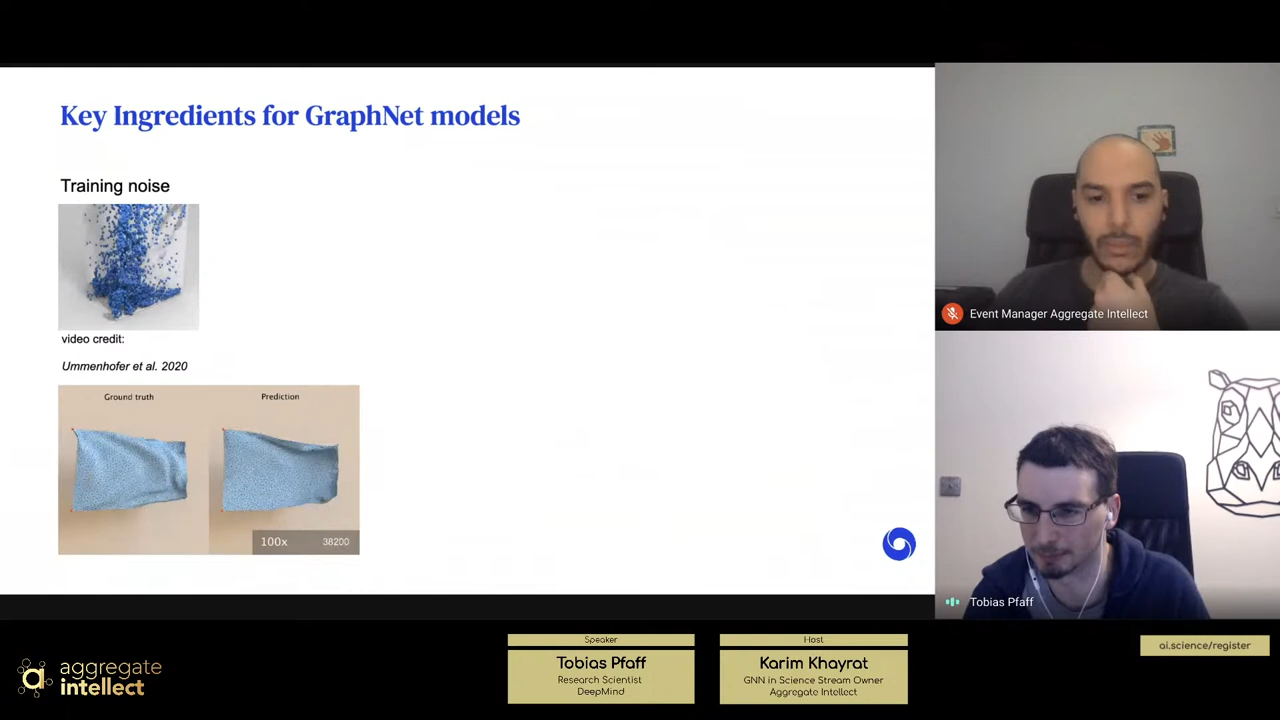 Key Ingredients for GraphNet models
Training noise
video credit:
Ummenhofer et al. 2020
Ground truth
Prediction
100x
38200
Event Manager Aggregate Intellect
Tobias Pfaff
aggregate
intellect
Speaker
Tobias Pfaff
Research Scientist
DeepMind
Host
Karim Khayrat
GNN in Science Stream Owner
Aggregate Intellect
ai.science/register